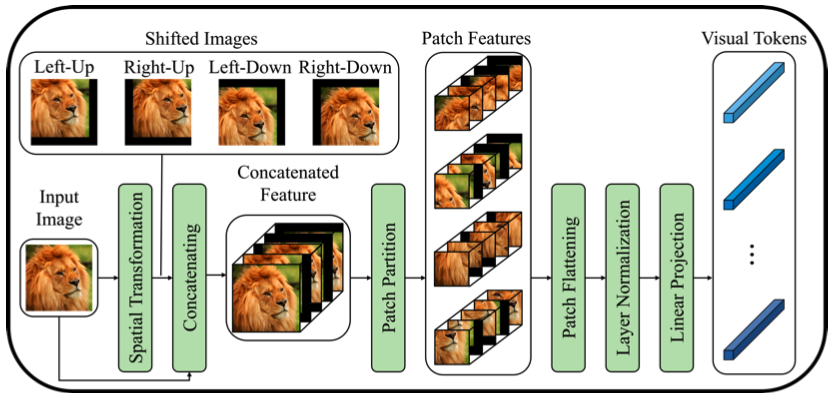 Shifted Images
Left-Up
Right-Up
Left-Down
Right-Down
Input
Image
Spatial Transformation
Concatenating
Concatenated
Feature
Patch Partition
Patch Features
Patch Flattening
Layer Normalization
Linear Projection
Visual Tokens
...